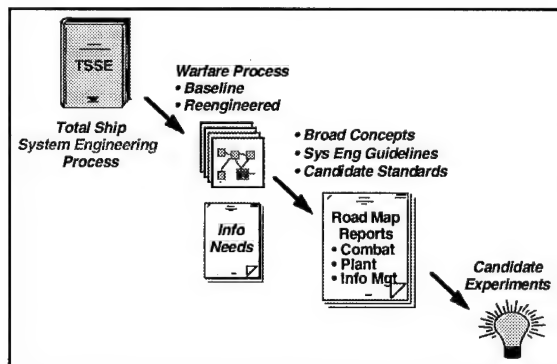 TSSE
Total Ship
System Engineering
Process
Warfare Process
• Baseline
• Reengineered
Info
Needs
• Broad Concepts
• Sys Eng Guidelines
• Candidate Standards
Road Map
Reports
• Combat
• Plant
• Info Mgt
Candidate
Experiments